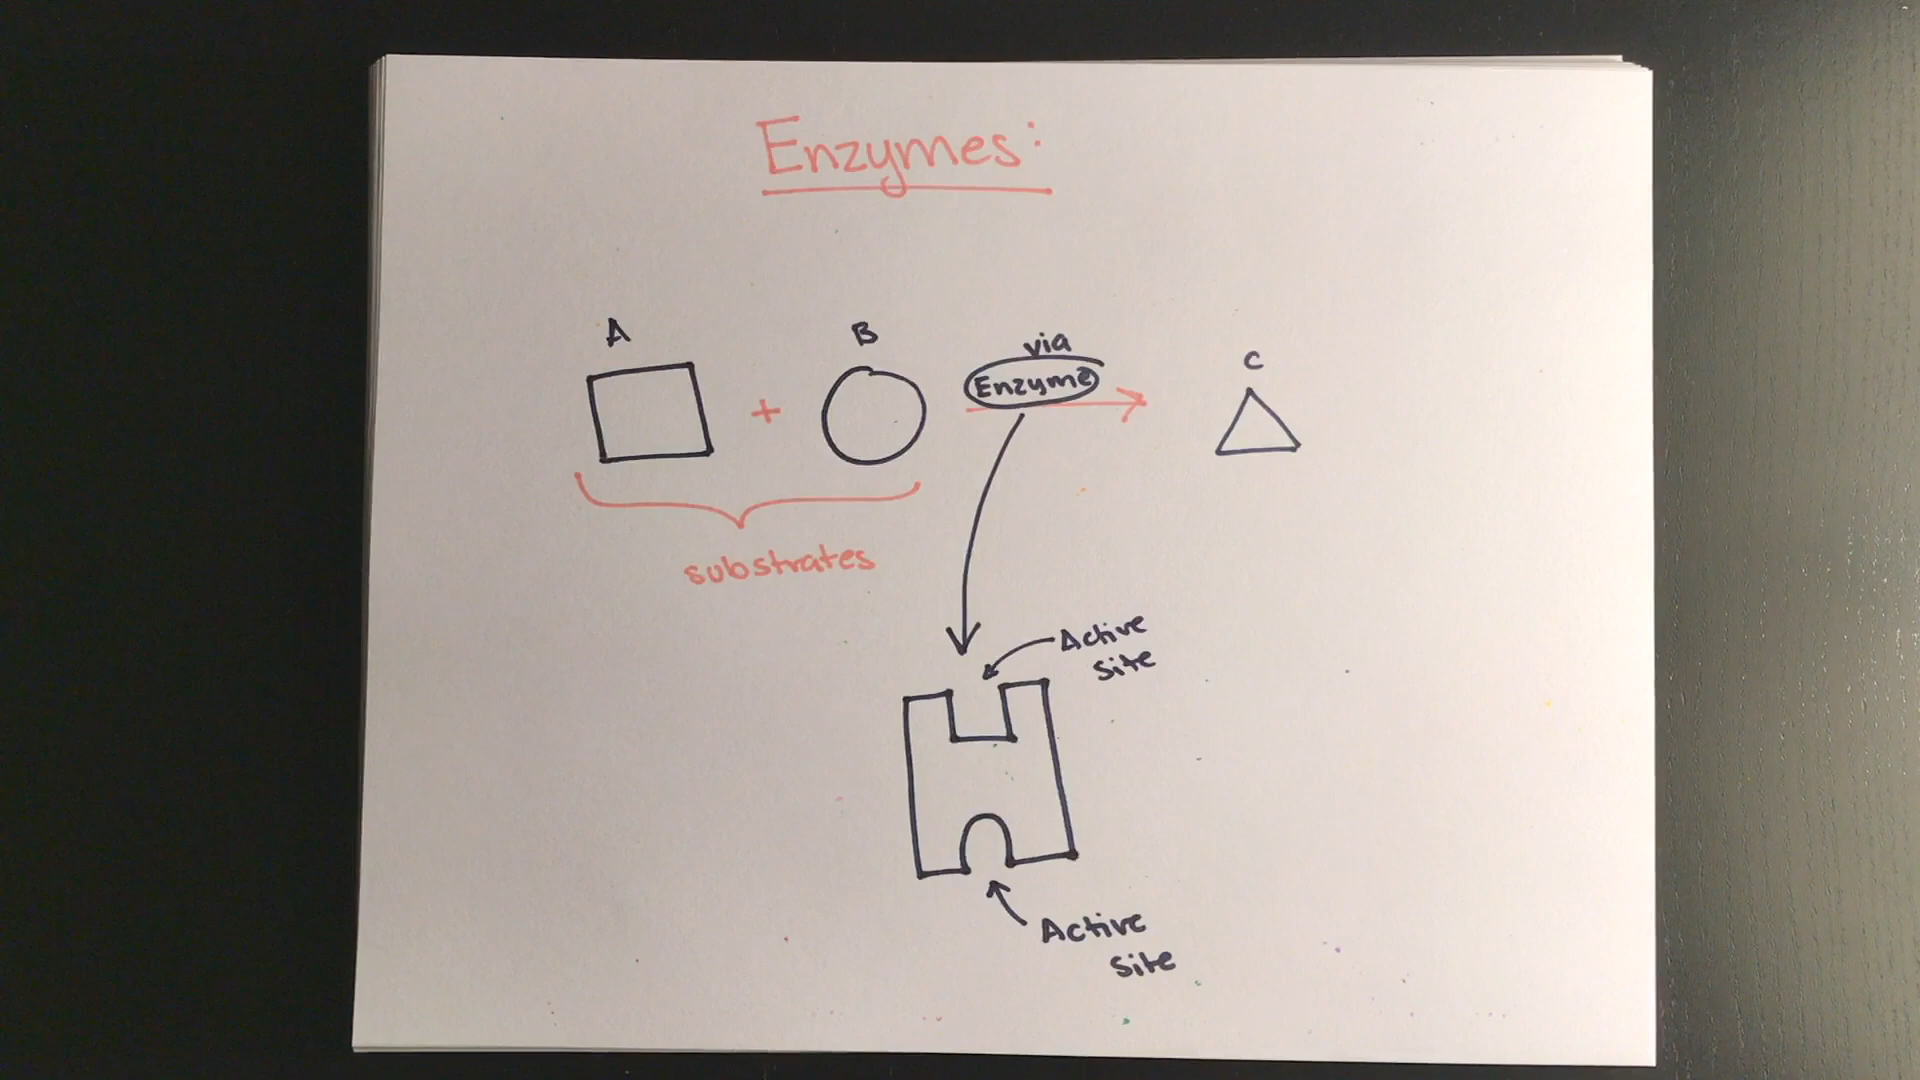 Enzymes:
A
+
B
via
Enzyme
C
substrates
Active
Site
Active
Site